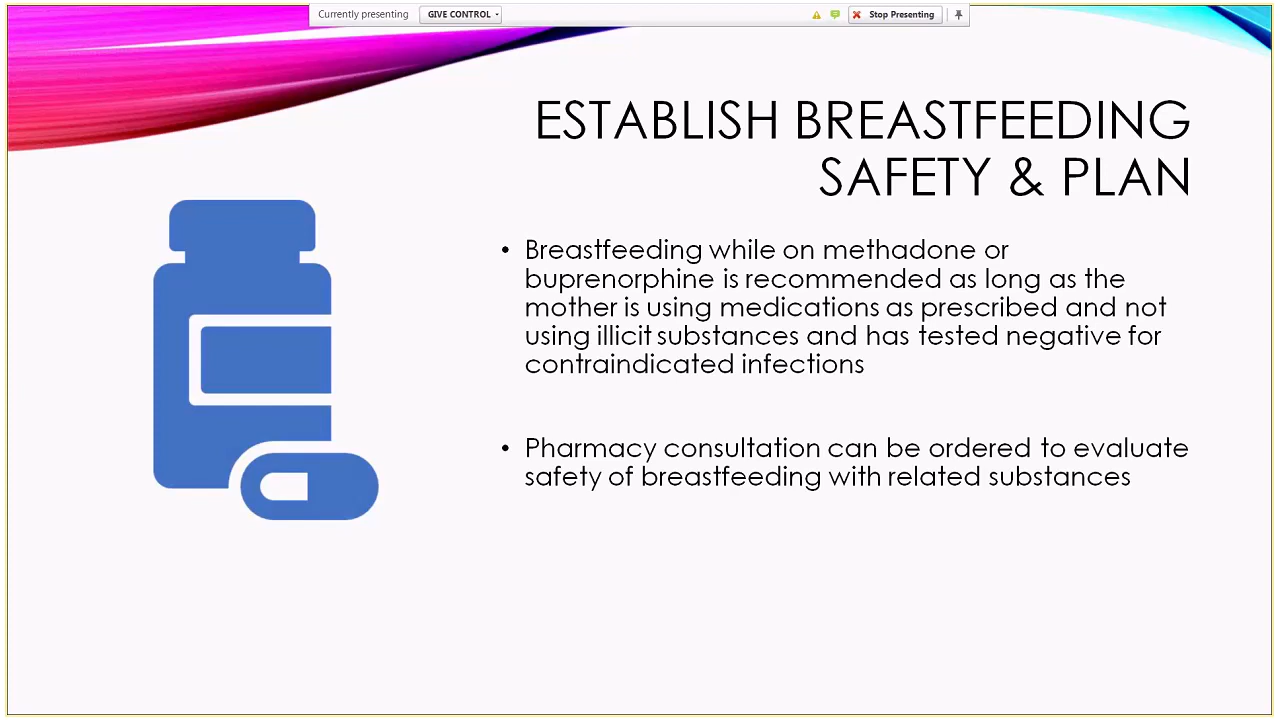 Currently presenting GIVE CONTROL Stop Presenting
ESTABLISH BREASTFEEDING
SAFETY & PLAN
• Breastfeeding while on methadone or
buprenorphine is recommended as long as the
mother is using medications as prescribed and not
using illicit substances and has tested negative for
contraindicated infections
• Pharmacy consultation can be ordered to evaluate
safety of breastfeeding with related substances